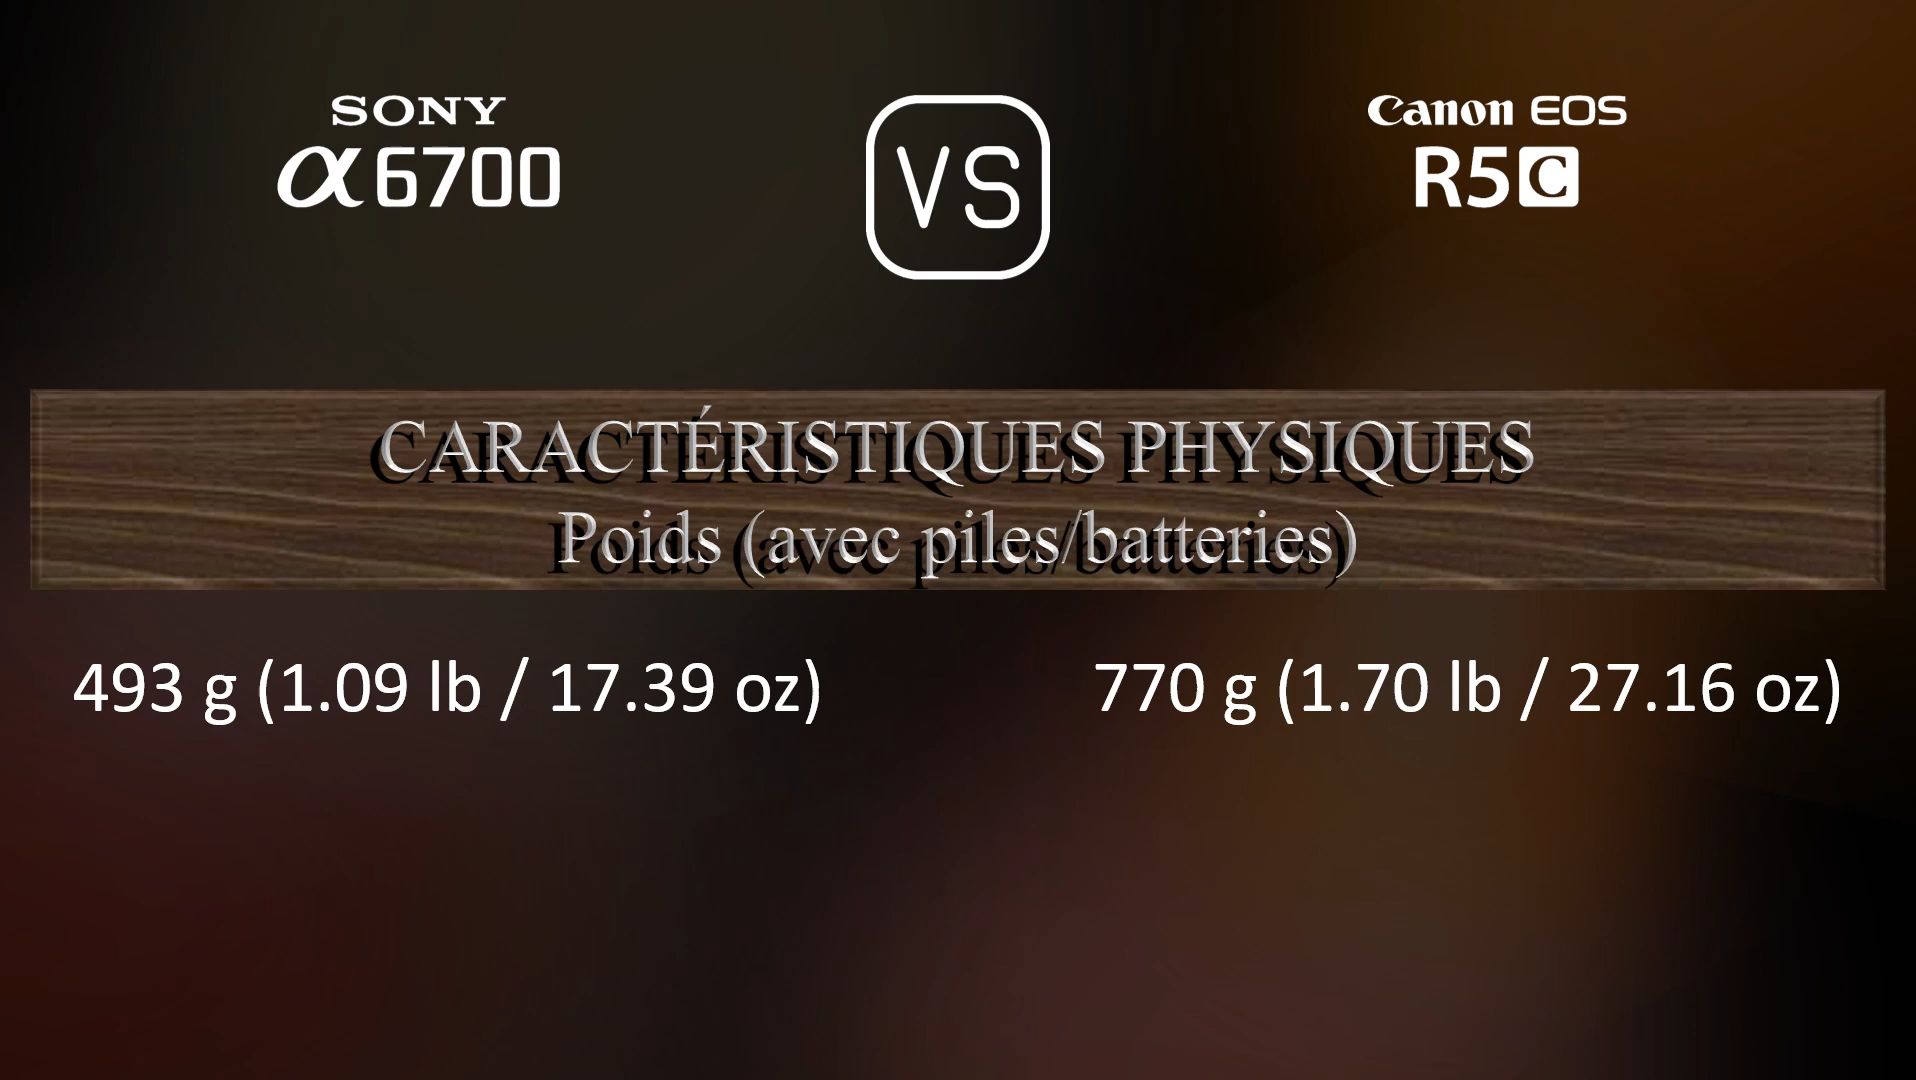 SONY
α6700
VS
Canon EOS
R5 C
CARACTÉRISTIQUES PHYSIQUES
Poids (avec piles/batteries)
493 g (1.09 lb / 17.39 oz)
770 g (1.70 lb / 27.16 oz)